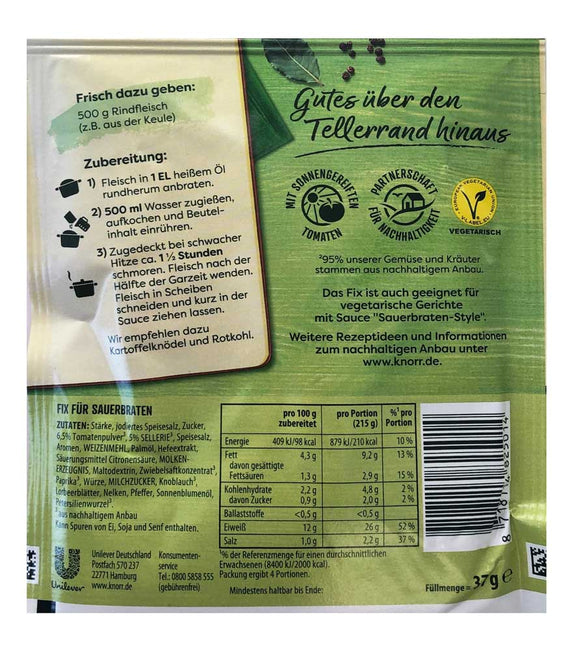 Frisch dazu geben:
500 g Rindfleisch
(z.B. aus der Keule)
Zubereitung:
1) Fleisch in 1 EL heißem Öl
rundherum anbraten.
2) 500 ml Wasser zugießen,
aufkochen und Beutel-
inhalt einrühren.
3) Zugedeckt bei schwacher
Hitze ca. 1 ½ Stunden
schmoren. Fleisch nach der
Hälfte der Garzeit wenden.
Fleisch in Scheiben
schneiden und kurz in der
Sauce ziehen lassen.
Wir empfehlen dazu
Kartoffelknödel und Rotkohl.
Gutes über den
Tellerrand hinaus
MIT SONNENGEREIFTEN
TOMATEN
PARTNERSCHAFT
FÜR NACHHALTIGKEIT
EUROPEAN VEGETARIAN UNION
V-LABEL.EU
VEGETARISCH
²95% unserer Gemüse und Kräuter
stammen aus nachhaltigem Anbau.
Das Fix ist auch geeignet für
vegetarische Gerichte
mit Sauce "Sauerbraten-Style".
Weitere Rezeptideen und Informationen
zum nachhaltigen Anbau unter
www.knorr.de.
FIX FÜR SAUERBRATEN
ZUTATEN: Stärke, jodiertes Speisesalz, Zucker,
6,5% Tomatenpulver², 5% SELLERIE², Speisesalz,
Aromen, WEIZENMEHL, Palmöl, Hefeextrakt,
Säuerungsmittel Citronensäure, MOLKEN-
ERZEUGNIS, Maltodextrin, Zwiebelsaftkonzentrat²,
Paprika², Würze, MILCHZUCKER, Knoblauch²,
Lorbeerblätter, Nelken, Pfeffer, Sonnenblumenöl,
Petersilienwurzel².
²aus nachhaltigem Anbau
Kann Spuren von Ei, Soja und Senf enthalten.
pro 100 g pro Portion %¹ pro
zubereitet (215 g) Portion
Energie 409 kJ/98 kcal 879 kJ/210 kcal 10 %
Fett 4,3 g 9,2 g 13 %
davon gesättigte
Fettsäuren 1,3 g 2,9 g 15 %
Kohlenhydrate 2,2 g 4,8 g 2 %
davon Zucker 0,9 g 2,0 g 2 %
Ballaststoffe <0,5 g <0,5 g
Eiweiß 12 g 26 g 52 %
Salz 1,0 g 2,2 g 37 %
¹% der Referenzmenge für einen durchschnittlichen
Erwachsenen (8400 kJ/2000 kcal).
Packung ergibt 4 Portionen.
Mindestens haltbar bis Ende:
Unilever
Unilever Deutschland
Postfach 570 237
22771 Hamburg
www.knorr.de
Konsumenten-
service
Tel.: 0800 5858 555
(gebührenfrei)
Füllmenge = 37g e